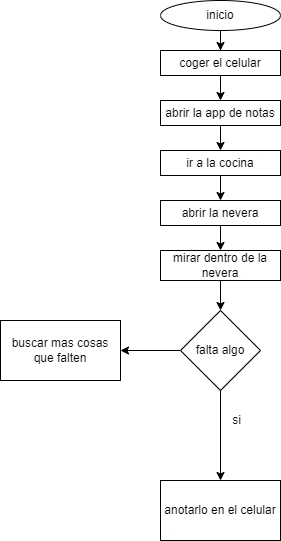 inicio
coger el celular
abrir la app de notas
ir a la cocina
abrir la nevera
mirar dentro de la
nevera
falta algo
buscar mas cosas
que falten
si
anotarlo en el celular